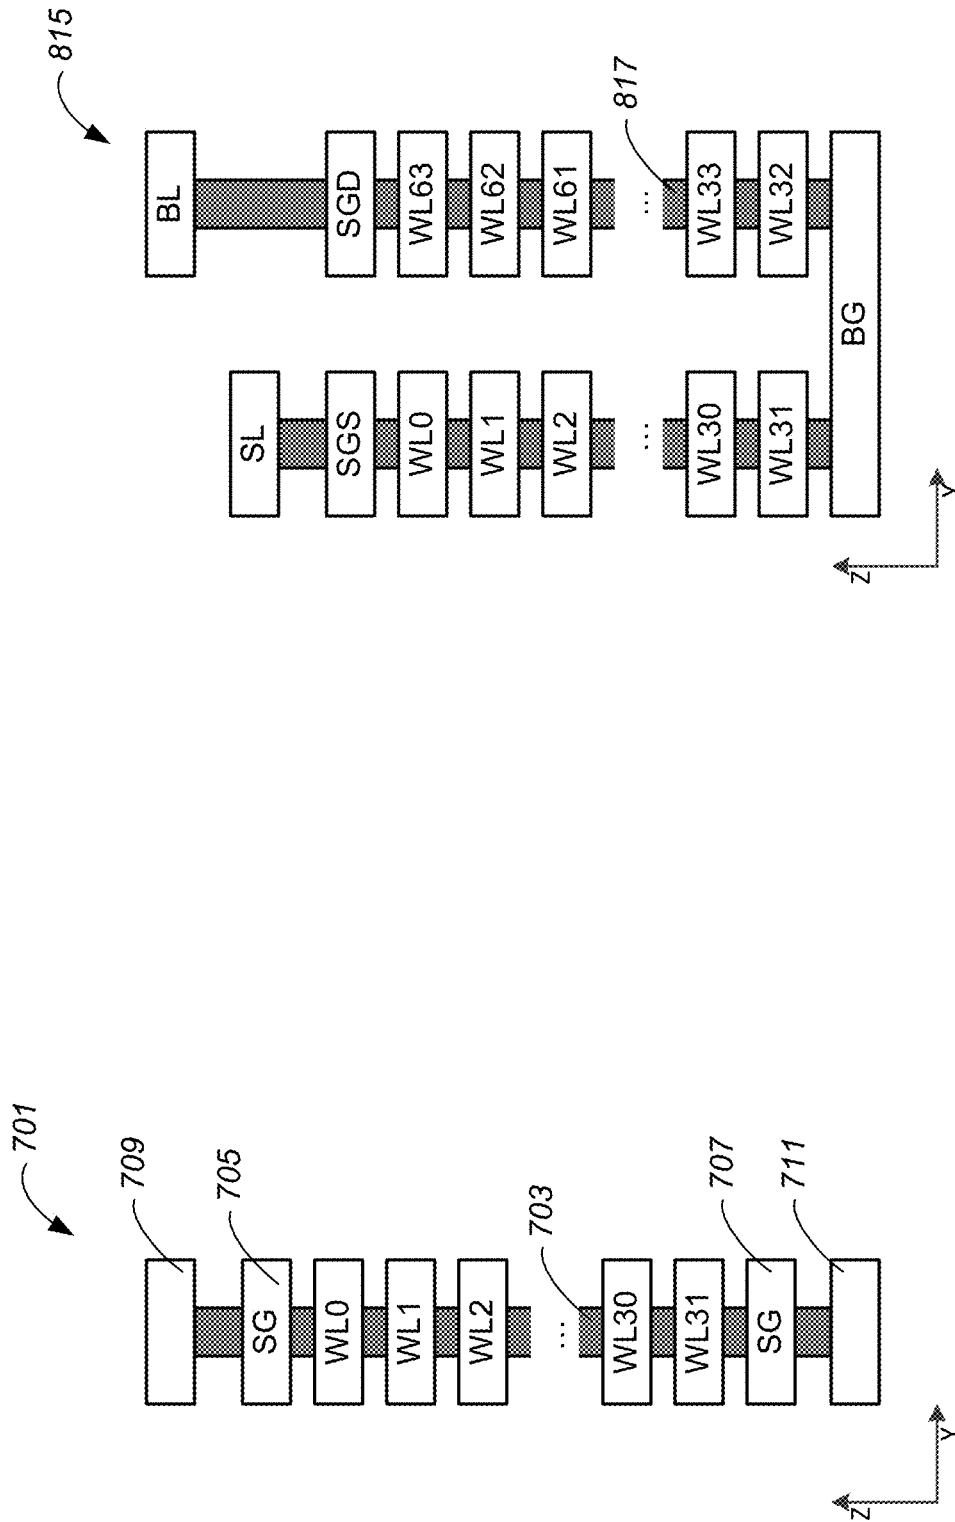 701
709
705
SG
WL0
WL1
WL2
703
...
WL30
WL31
707
SG
711
Z
Y
815
BL
SL
SGS
SGD
WL0
WL63
WL1
WL62
WL2
WL61
817
...
...
WL30
WL33
WL31
WL32
BG
Z
Y